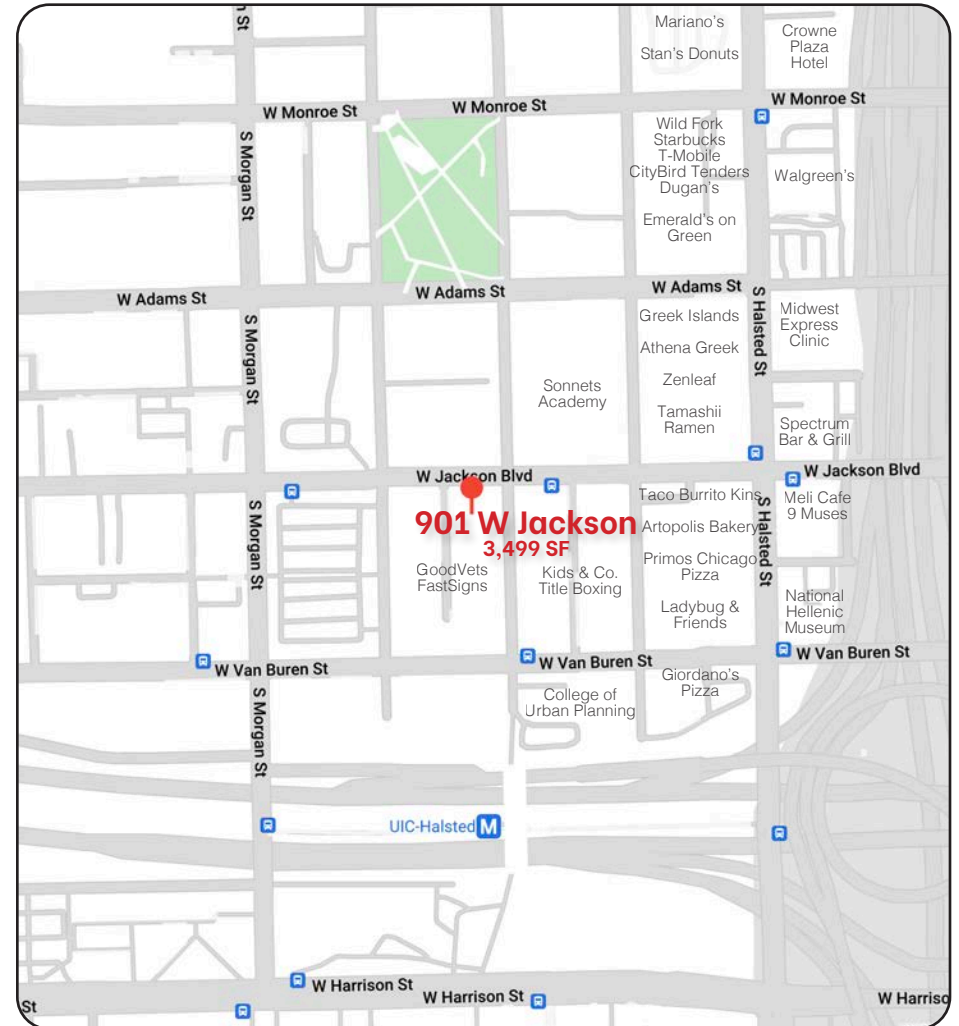 n St
Mariano's
Stan's Donuts
Crowne
Plaza
Hotel
W Monroe St
W Monroe St
W Monroe St
S Morgan St
Wild Fork
Starbucks
T-Mobile
CityBird Tenders
Dugan's
Emerald's on
Green
Walgreen's
W Adams St
W Adams St
W Adams St
S Halsted St
S Morgan St
Greek Islands
Athena Greek
Zenleaf
Tamashii
Ramen
Midwest
Express
Clinic
Sonnets
Academy
Spectrum
Bar & Grill
W Jackson Blvd
W Jackson Blvd
901 W Jackson
3,499 SF
S Morgan St
GoodVets
FastSigns
Kids & Co.
Title Boxing
Taco Burrito Kins
Artopolis Bakery
Primos Chicago
Pizza
Ladybug &
Friends
S Halsted St
Meli Cafe
9 Muses
National
Hellenic
Museum
W Van Buren St
W Van Buren St
W Van Buren St
S Morgan St
College of
Urban Planning
Giordano's
Pizza
UIC-Halsted M
W Harrison St
W Harrison St
W Harriso
St